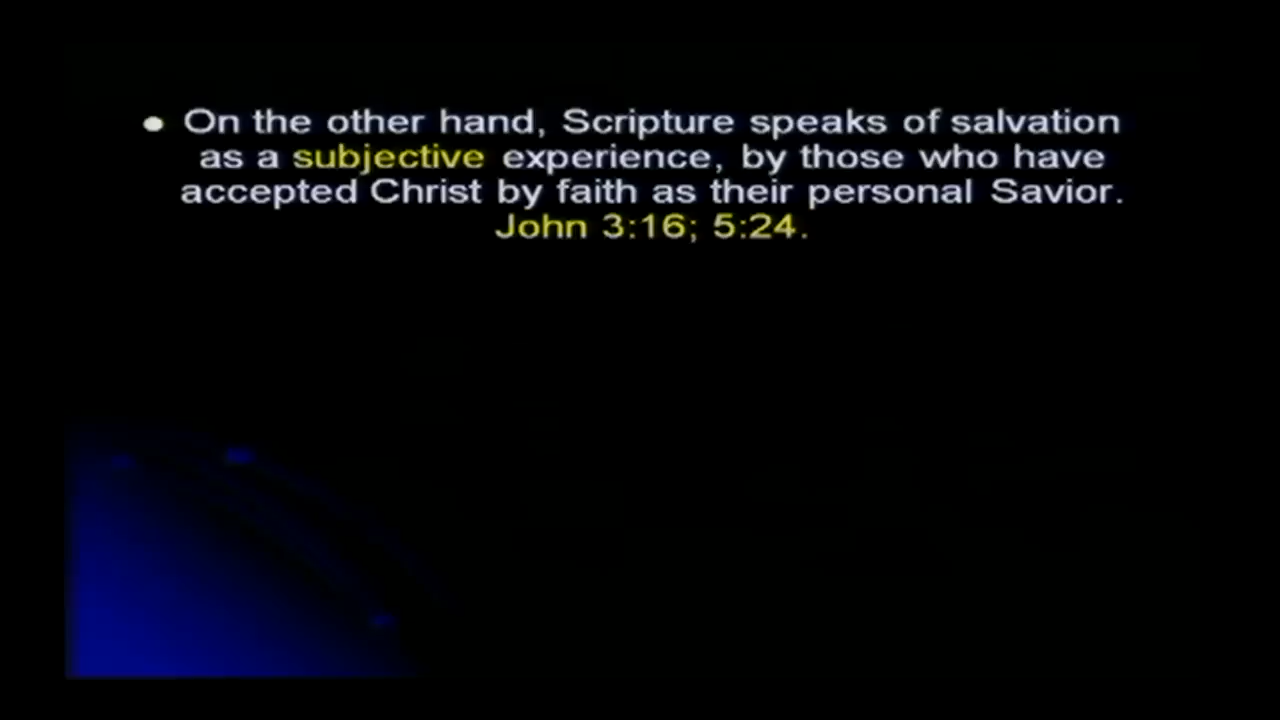 • On the other hand, Scripture speaks of salvation
as a subjective experience, by those who have
accepted Christ by faith as their personal Savior.
John 3:16; 5:24.